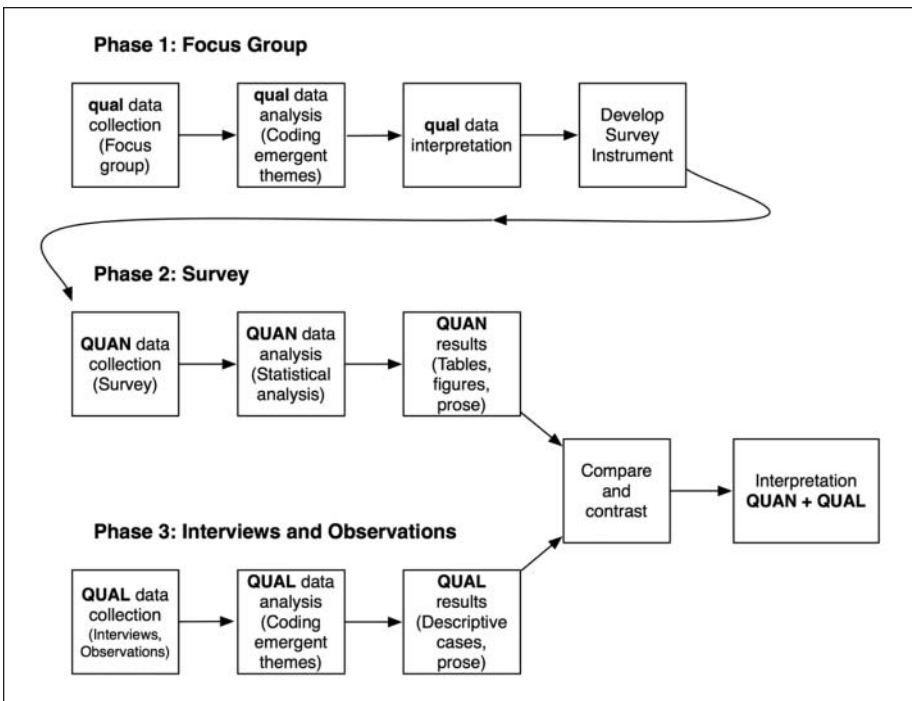 Phase 1: Focus Group
qual data
collection
(Focus
group)
qual data
analysis
(Coding
emergent
themes)
qual data
interpretation
Develop
Survey
Instrument
Phase 2: Survey
QUAN data
collection
(Survey)
QUAN data
analysis
(Statistical
analysis)
QUAN
results
(Tables,
figures,
prose)
Compare
and
contrast
Interpretation
QUAN + QUAL
Phase 3: Interviews and Observations
QUAL data
collection
(Interviews,
Observations)
QUAL data
analysis
(Coding
emergent
themes)
QUAL
results
(Descriptive
cases,
prose)